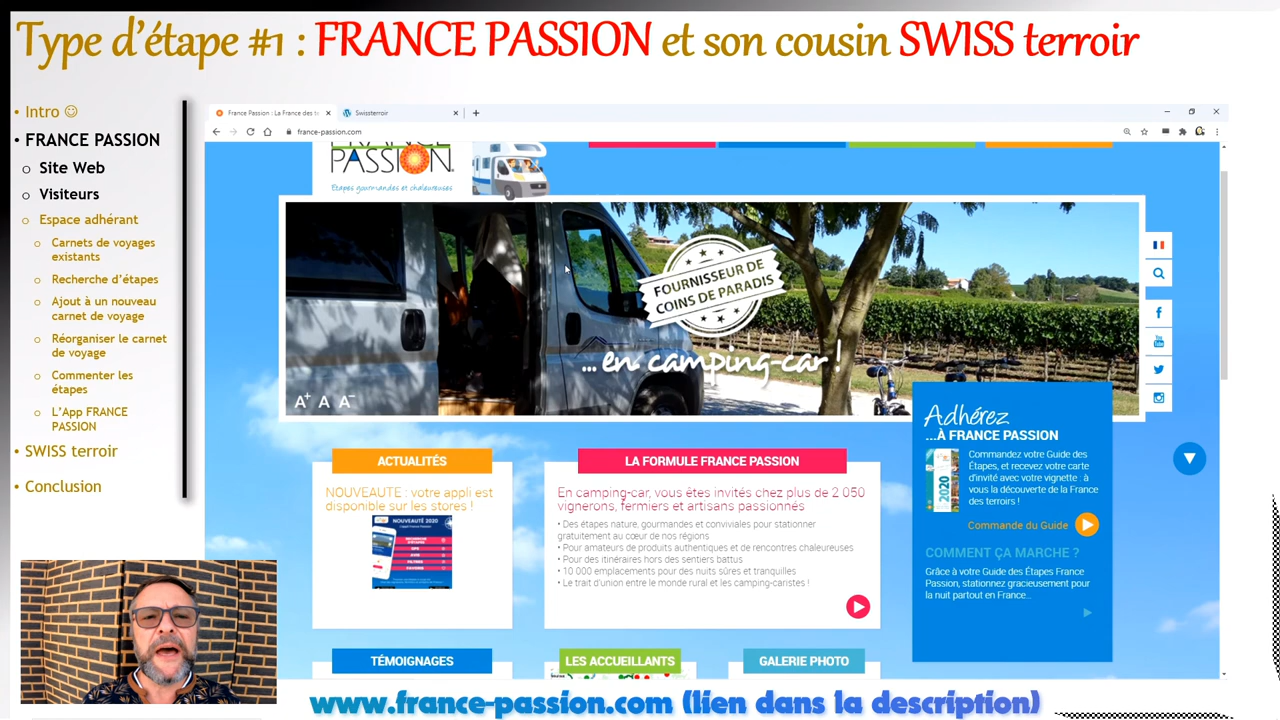 Type d'étape #1 : FRANCE PASSION et son cousin SWISS terroir
• Intro ☺
• FRANCE PASSION
o Site Web
o Visiteurs
o Espace adhérant
o Carnets de voyages
existants
o Recherche d'étapes
o Ajout à un nouveau
carnet de voyage
o Réorganiser le carnet
de voyage
o Commenter les
étapes
o L'App FRANCE
PASSION
• SWISS terroir
• Conclusion
France Passion : La France des te
Swissterroir
france-passion.com
FRANCE
PASSION
Etapes gourmandes et chaleureuses
FOURNISSEUR DE
COINS DE PARADIS
... en camping-car !
A+ A A-
Adhérez
...À FRANCE PASSION
Commandez votre Guide des
Étapes, et recevez votre carte
d'invité avec votre vignette : à
vous la découverte de la France
des terroirs !
2020
Commande du Guide
COMMENT ÇA MARCHE ?
Grâce à votre Guide des Étapes France
Passion, stationnez gracieusement pour
la nuit partout en France...
ACTUALITÉS
NOUVEAUTE : votre appli est
disponible sur les stores !
NOUVEAUTÉ 2020
LA FORMULE FRANCE PASSION
En camping-car, vous êtes invités chez plus de 2 050
vignerons, fermiers et artisans passionnés
• Des étapes nature, gourmandes et conviviales pour stationner
gratuitement au cœur de nos régions
• Pour amateurs de produits authentiques et de rencontres chaleureuses
• Pour des itinéraires hors des sentiers battus
• 10 000 emplacements pour des nuits sûres et tranquilles
• Le trait d'union entre le monde rural et les camping-caristes !
TÉMOIGNAGES
LES ACCUEILLANTS
GALERIE PHOTO
www.france-passion.com (lien dans la description)